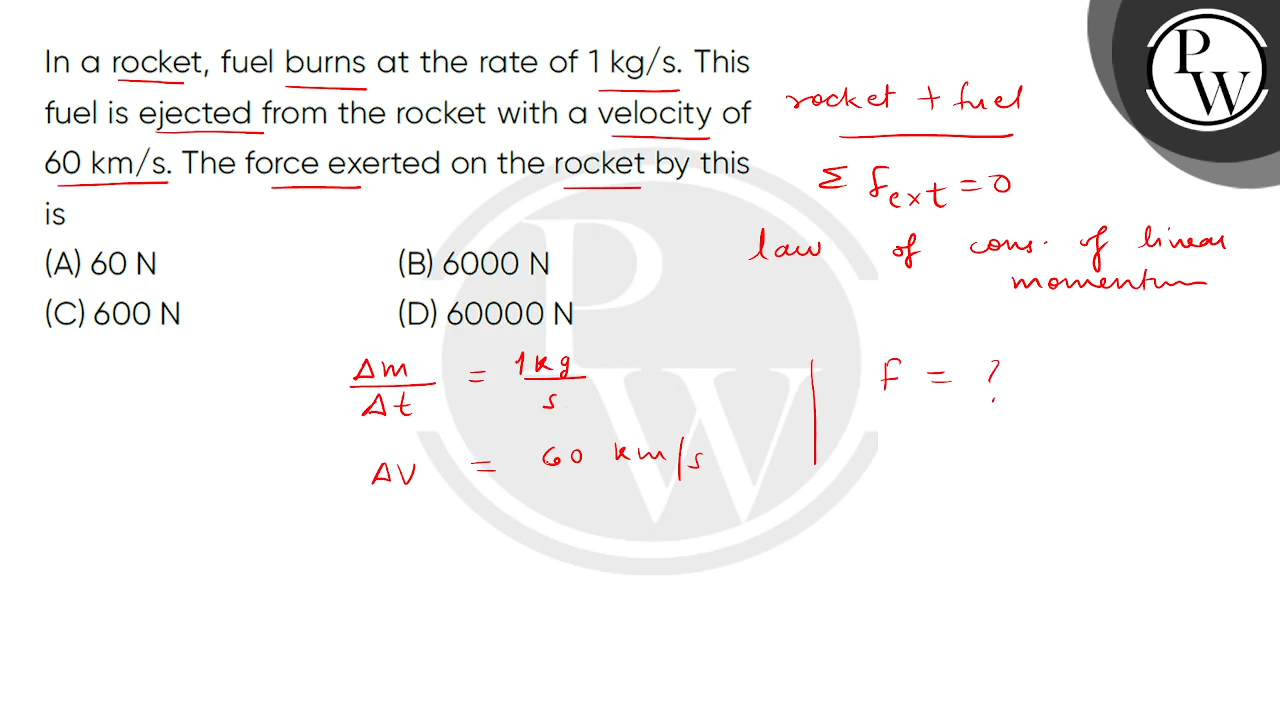 In a rocket, fuel burns at the rate of 1 kg/s. This
fuel is ejected from the rocket with a velocity of
60 km/s. The force exerted on the rocket by this
is
(A) 60 N (B) 6000 N
(C) 600 N (D) 60000 N
PW
rocket + fuel
Σ fext = 0
law of cons. of linear
momentum
Δm/Δt = 1kg/s
ΔV = 60 km/s
F = ?
PW